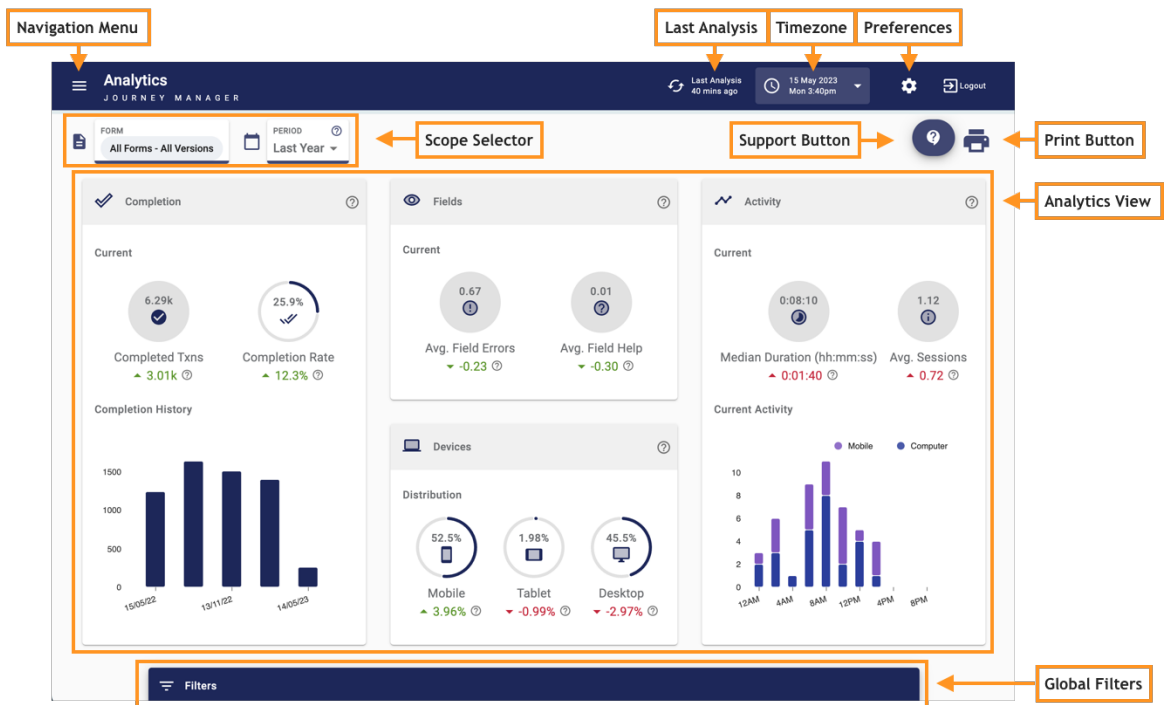 Navigation Menu
Last Analysis
Timezone
Preferences
Analytics
JOURNEY MANAGER
Last Analysis
40 mins ago
15 May 2023
Mon 3:40pm
Logout
FORM
All Forms - All Versions
PERIOD
Last Year
Scope Selector
Support Button
Print Button
Analytics View
Completion
Current
6.29k
Completed Txns
3.01k
25.9%
Completion Rate
12.3%
Completion History
1500
1000
500
0
15/05/22
13/11/22
14/05/23
Fields
Current
0.67
Avg. Field Errors
-0.23
0.01
Avg. Field Help
-0.30
Devices
Distribution
52.5%
Mobile
3.96%
1.98%
Tablet
-0.99%
45.5%
Desktop
-2.97%
Activity
Current
0:08:10
Median Duration (hh:mm:ss)
0:01:40
1.12
Avg. Sessions
0.72
Current Activity
Mobile
Computer
10
8
6
4
2
0
12AM
4AM
8AM
12PM
4PM
8PM
Filters
Global Filters